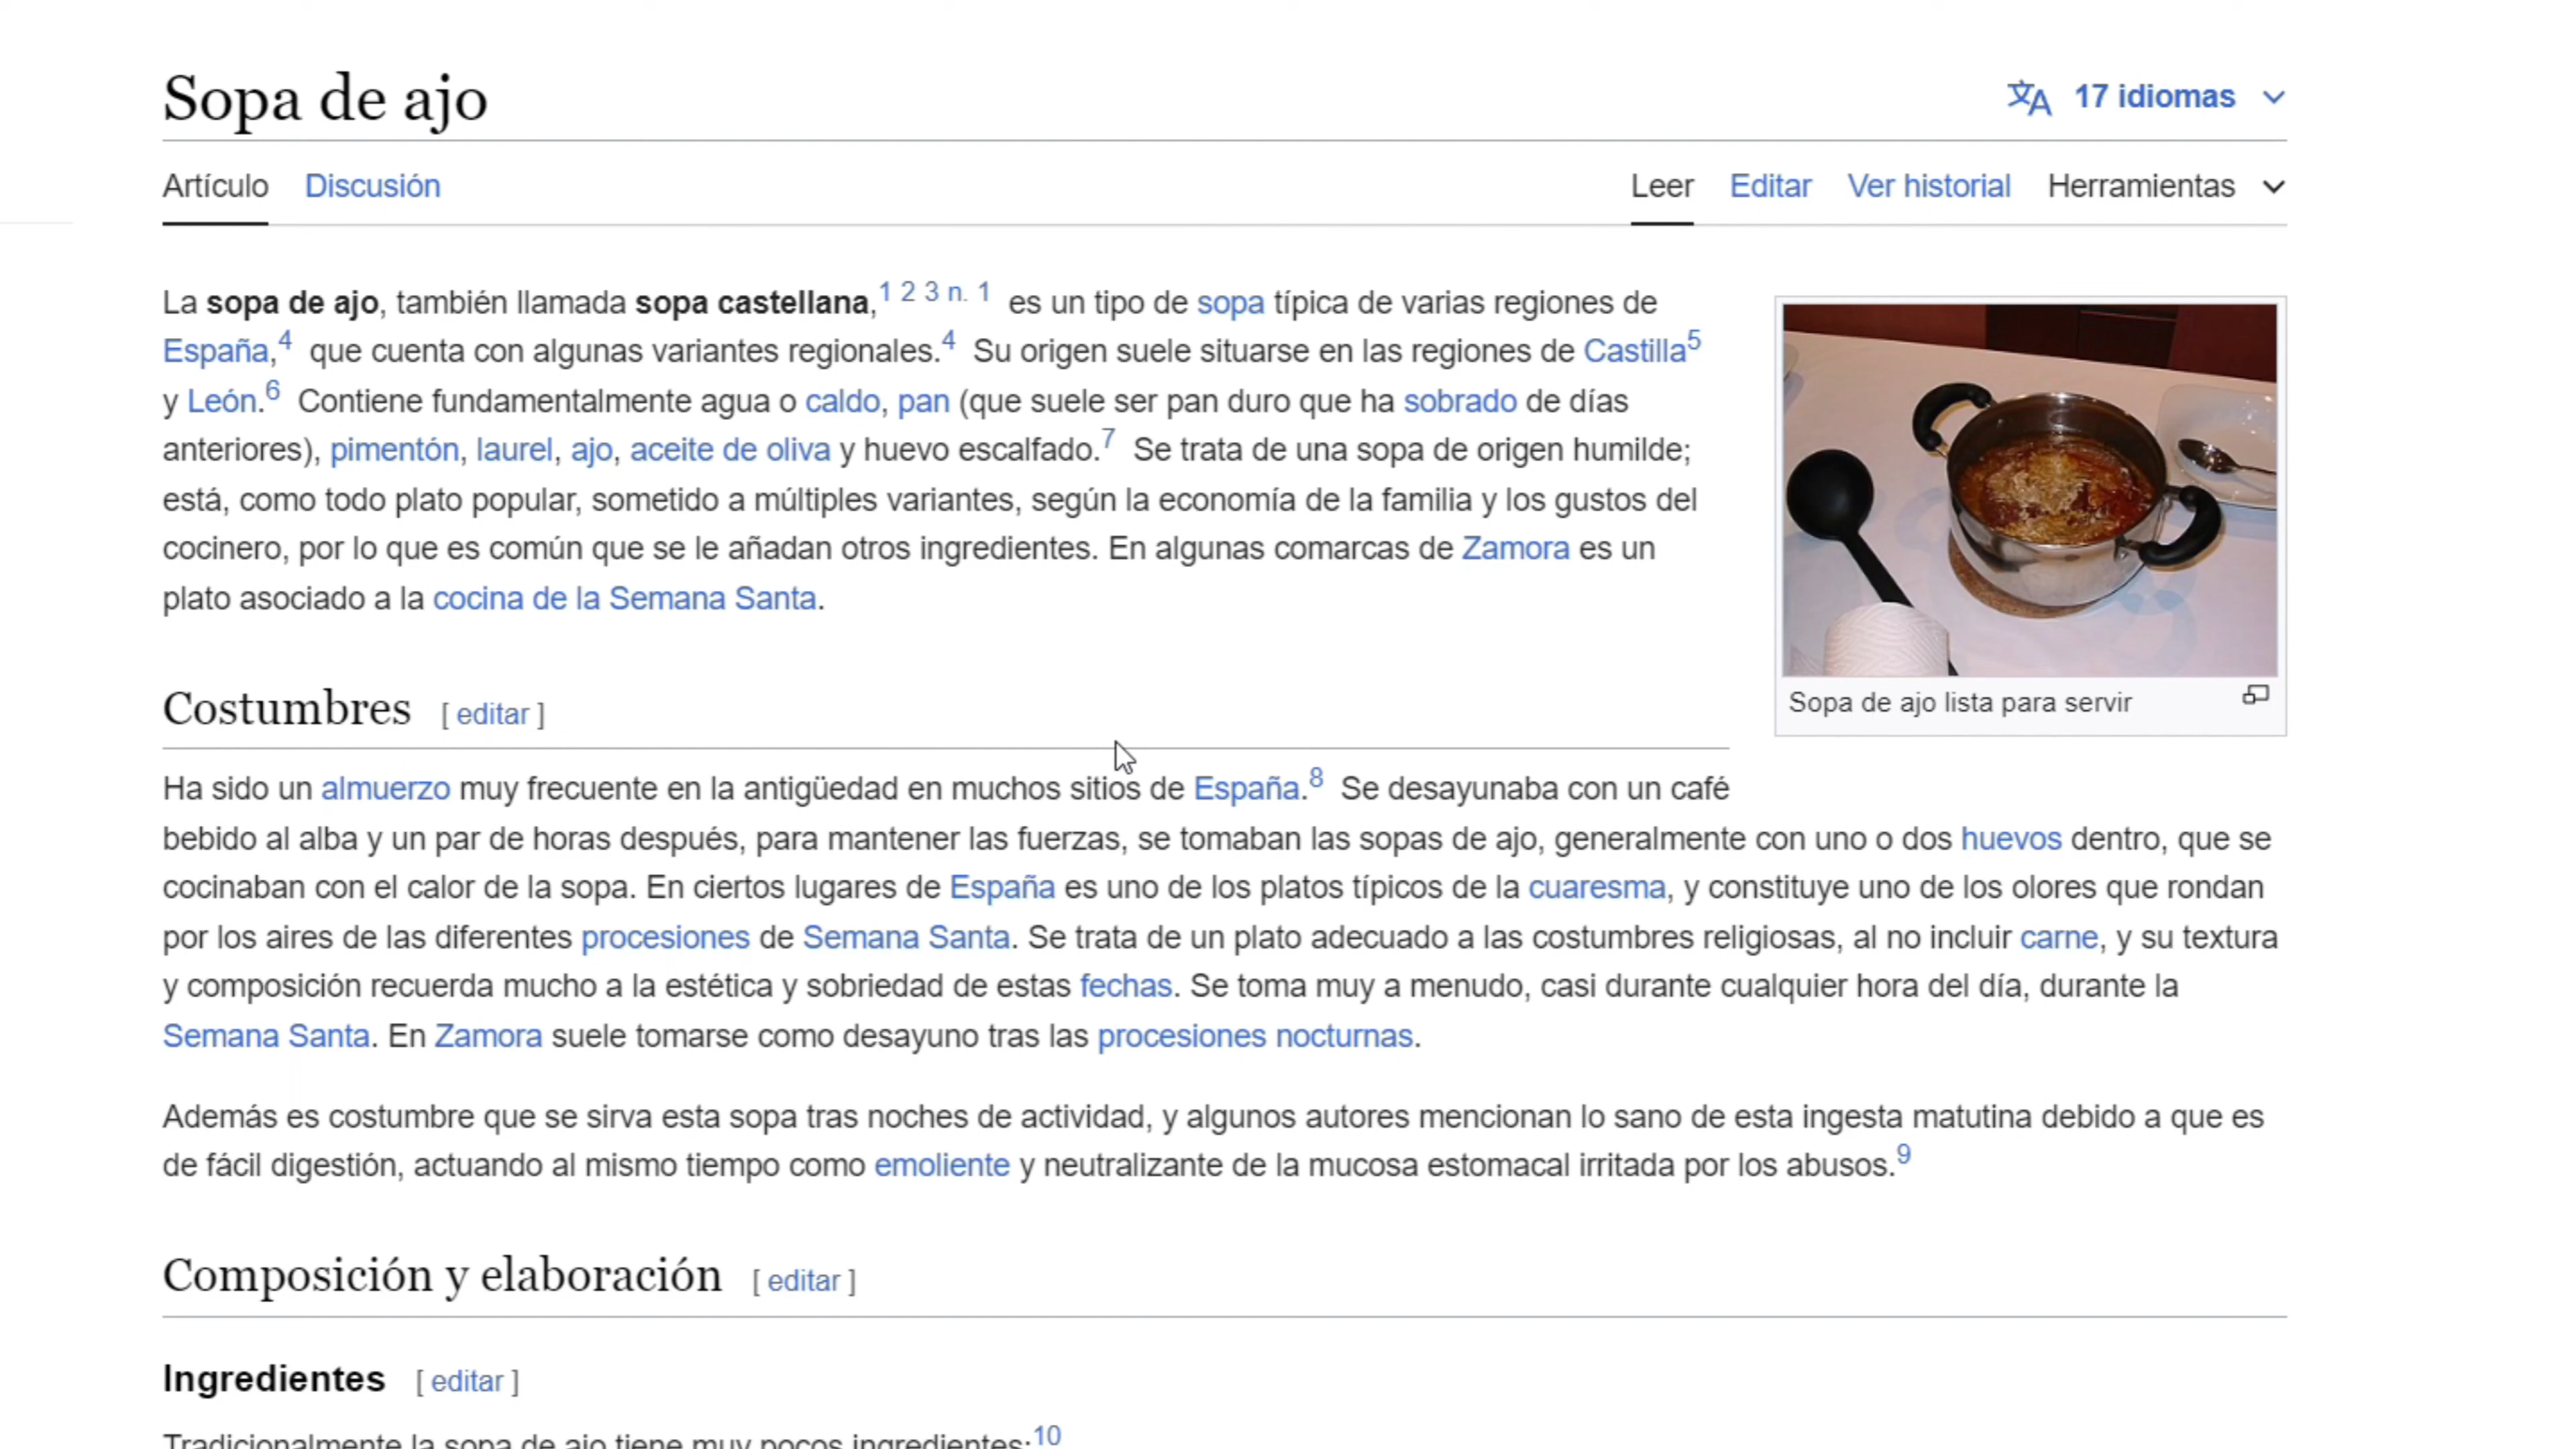 Sopa de ajo
17 idiomas
Artículo Discusión Leer Editar Ver historial Herramientas
La sopa de ajo, también llamada sopa castellana,1 2 3 n. 1 es un tipo de sopa típica de varias regiones de
España,4 que cuenta con algunas variantes regionales.4 Su origen suele situarse en las regiones de Castilla5
y León.6 Contiene fundamentalmente agua o caldo, pan (que suele ser pan duro que ha sobrado de días
anteriores), pimentón, laurel, ajo, aceite de oliva y huevo escalfado.7 Se trata de una sopa de origen humilde;
está, como todo plato popular, sometido a múltiples variantes, según la economía de la familia y los gustos del
cocinero, por lo que es común que se le añadan otros ingredientes. En algunas comarcas de Zamora es un
plato asociado a la cocina de la Semana Santa.
Sopa de ajo lista para servir
Costumbres [ editar ]
Ha sido un almuerzo muy frecuente en la antigüedad en muchos sitios de España.8 Se desayunaba con un café
bebido al alba y un par de horas después, para mantener las fuerzas, se tomaban las sopas de ajo, generalmente con uno o dos huevos dentro, que se
cocinaban con el calor de la sopa. En ciertos lugares de España es uno de los platos típicos de la cuaresma, y constituye uno de los olores que rondan
por los aires de las diferentes procesiones de Semana Santa. Se trata de un plato adecuado a las costumbres religiosas, al no incluir carne, y su textura
y composición recuerda mucho a la estética y sobriedad de estas fechas. Se toma muy a menudo, casi durante cualquier hora del día, durante la
Semana Santa. En Zamora suele tomarse como desayuno tras las procesiones nocturnas.
Además es costumbre que se sirva esta sopa tras noches de actividad, y algunos autores mencionan lo sano de esta ingesta matutina debido a que es
de fácil digestión, actuando al mismo tiempo como emoliente y neutralizante de la mucosa estomacal irritada por los abusos.9
Composición y elaboración [ editar ]
Ingredientes [ editar ]
Tradicionalmente la sopa de ajo tiene muy pocos ingredientes:10